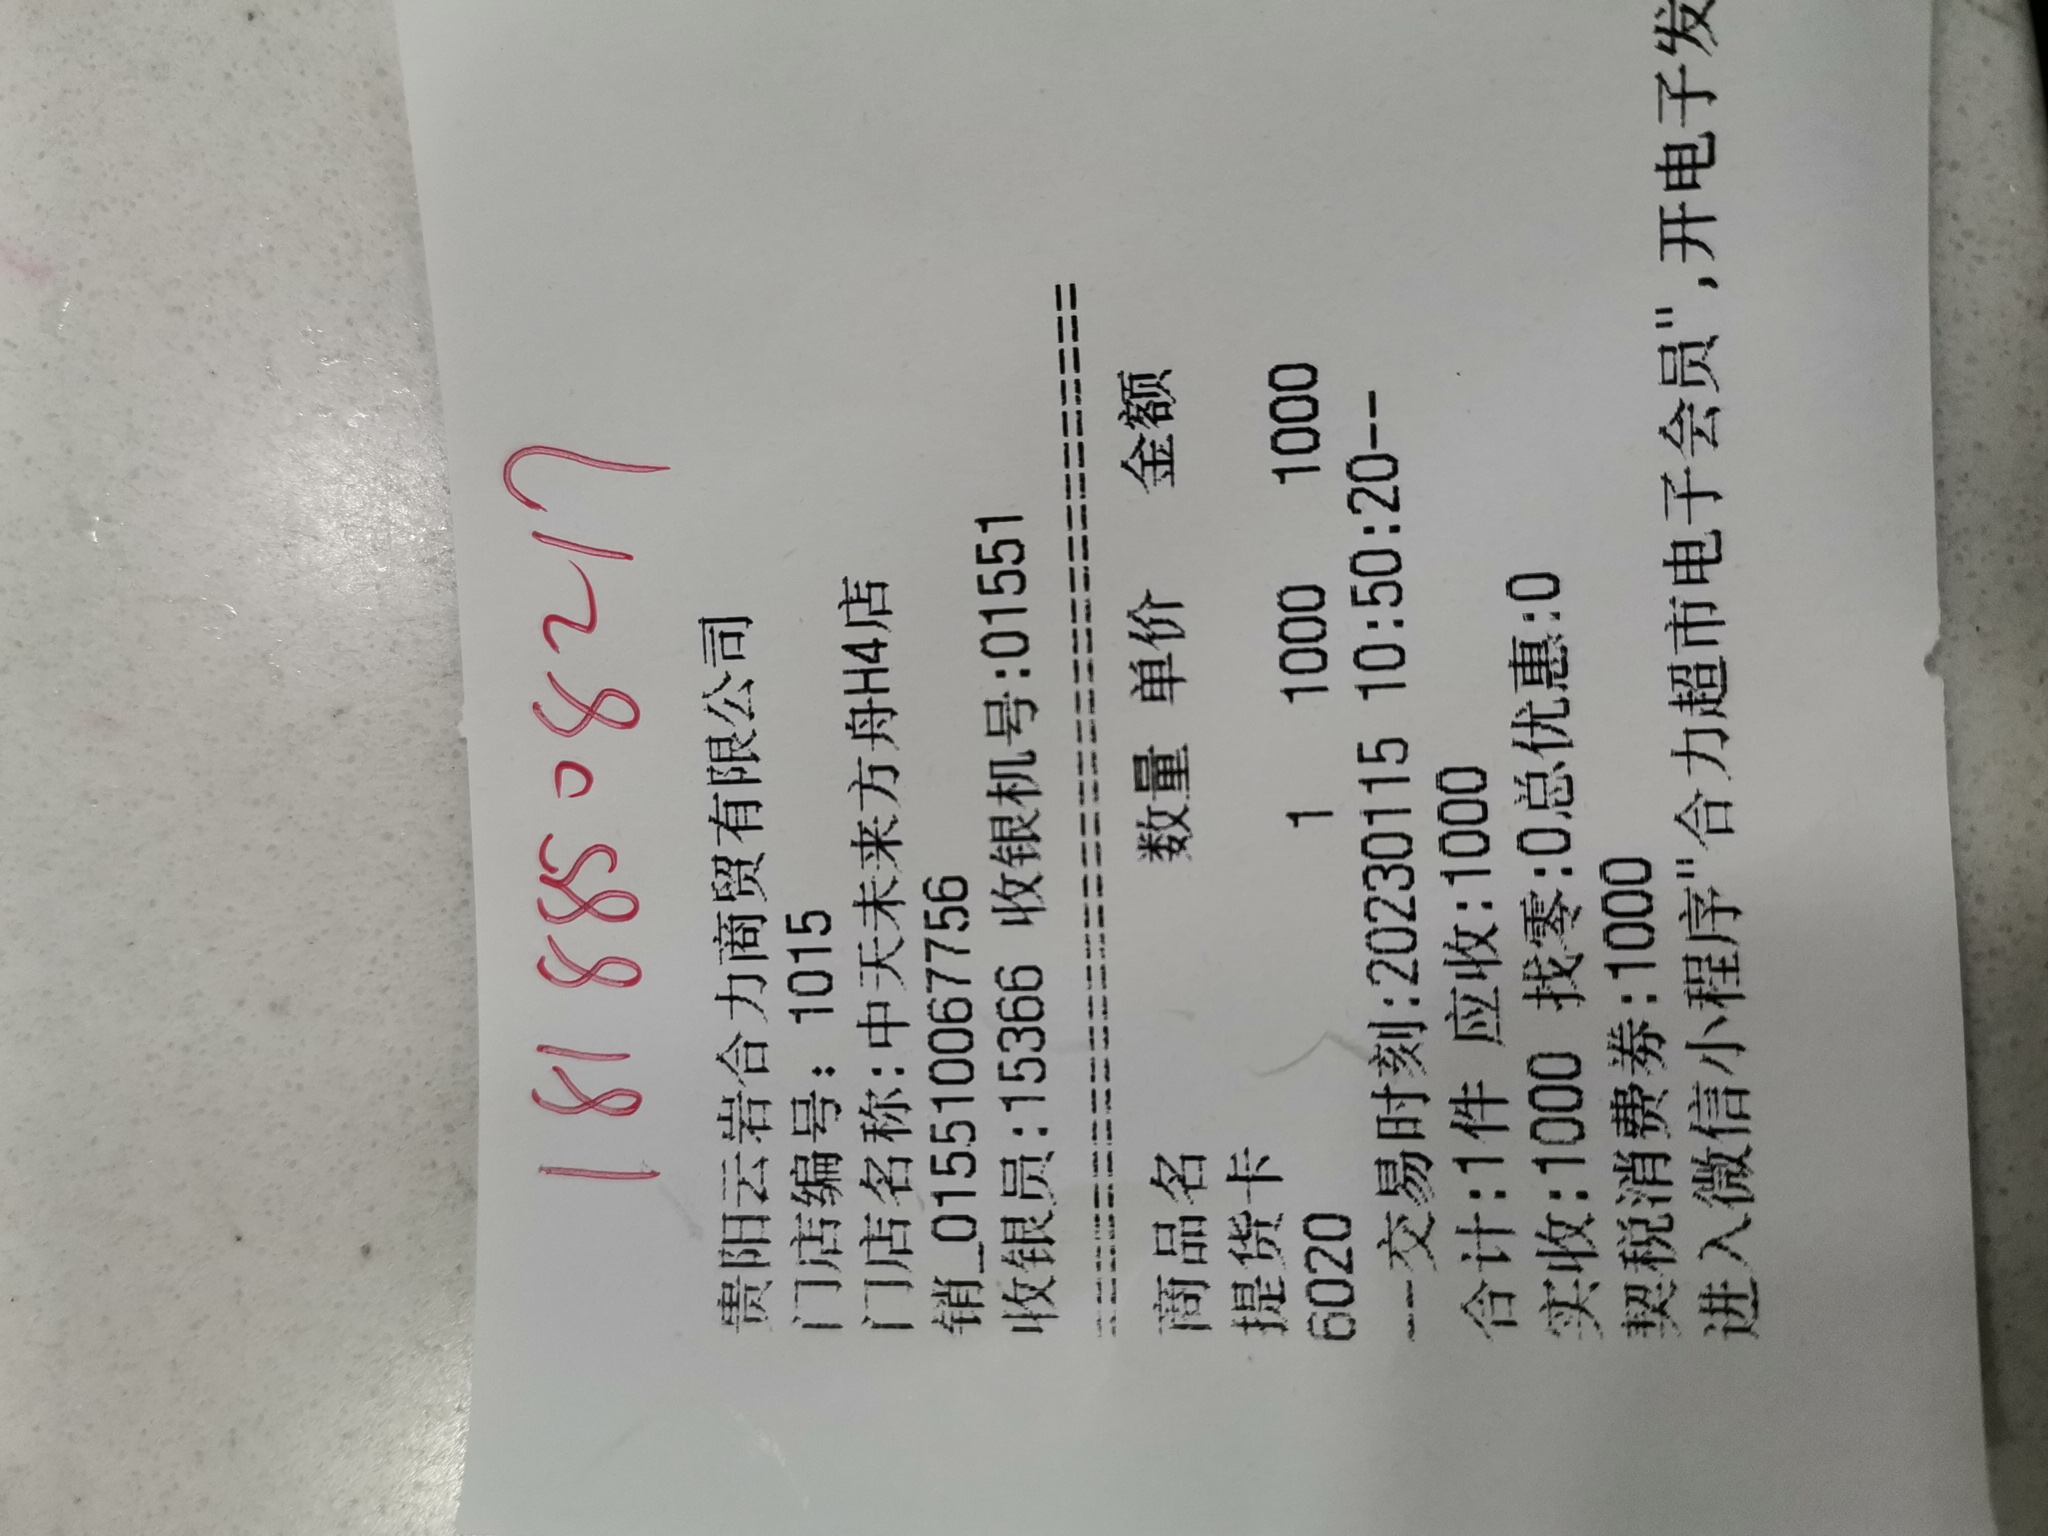 18188808217
贵阳云岩合力商贸有限公司
门店编号: 1015
门店名称:中天未来方舟H4店
销_015510067756
收银员:15366 收银机号:01551
========================================
商品名 数量 单价 金额
提货卡
6020 1 1000 1000
---交易时刻:20230115 10:50:20--
合计:1件 应收:1000
实收:1000 找零:0总优惠:0
契税消费券:1000
进入微信小程序"合力超市电子会员",开电子发